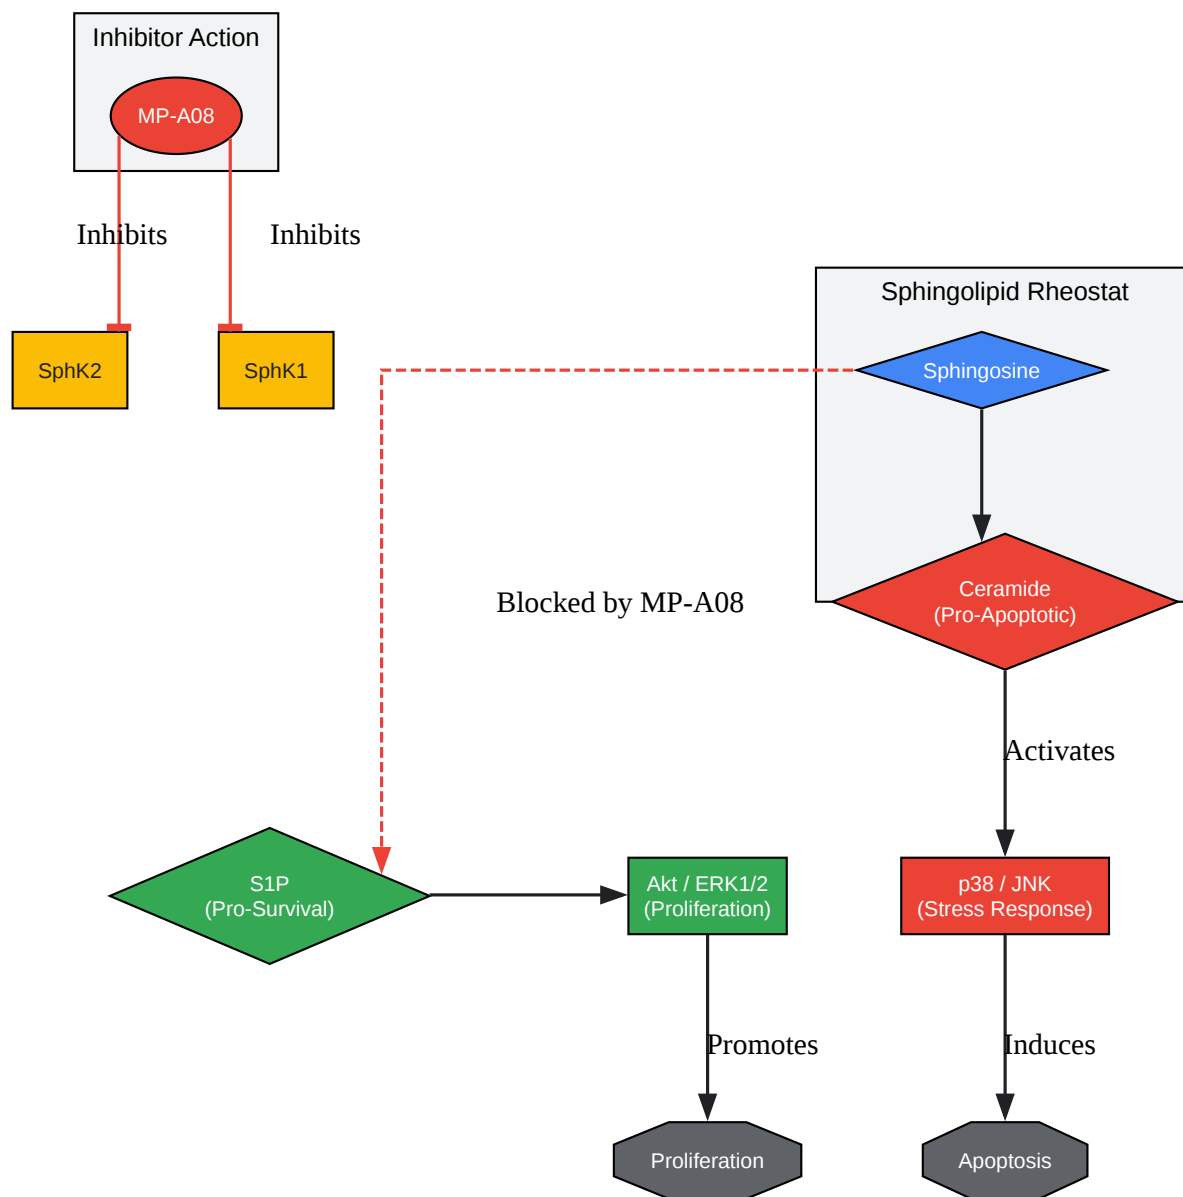 Inhibitor Action
MP-A08
Inhibits
Inhibits
SphK2
SphK1
Sphingolipid Rheostat
Sphingosine
Ceramide
(Pro-Apoptotic)
Blocked by MP-A08
Activates
S1P
(Pro-Survival)
Akt / ERK1/2
(Proliferation)
p38 / JNK
(Stress Response)
Promotes
Induces
Proliferation
Apoptosis